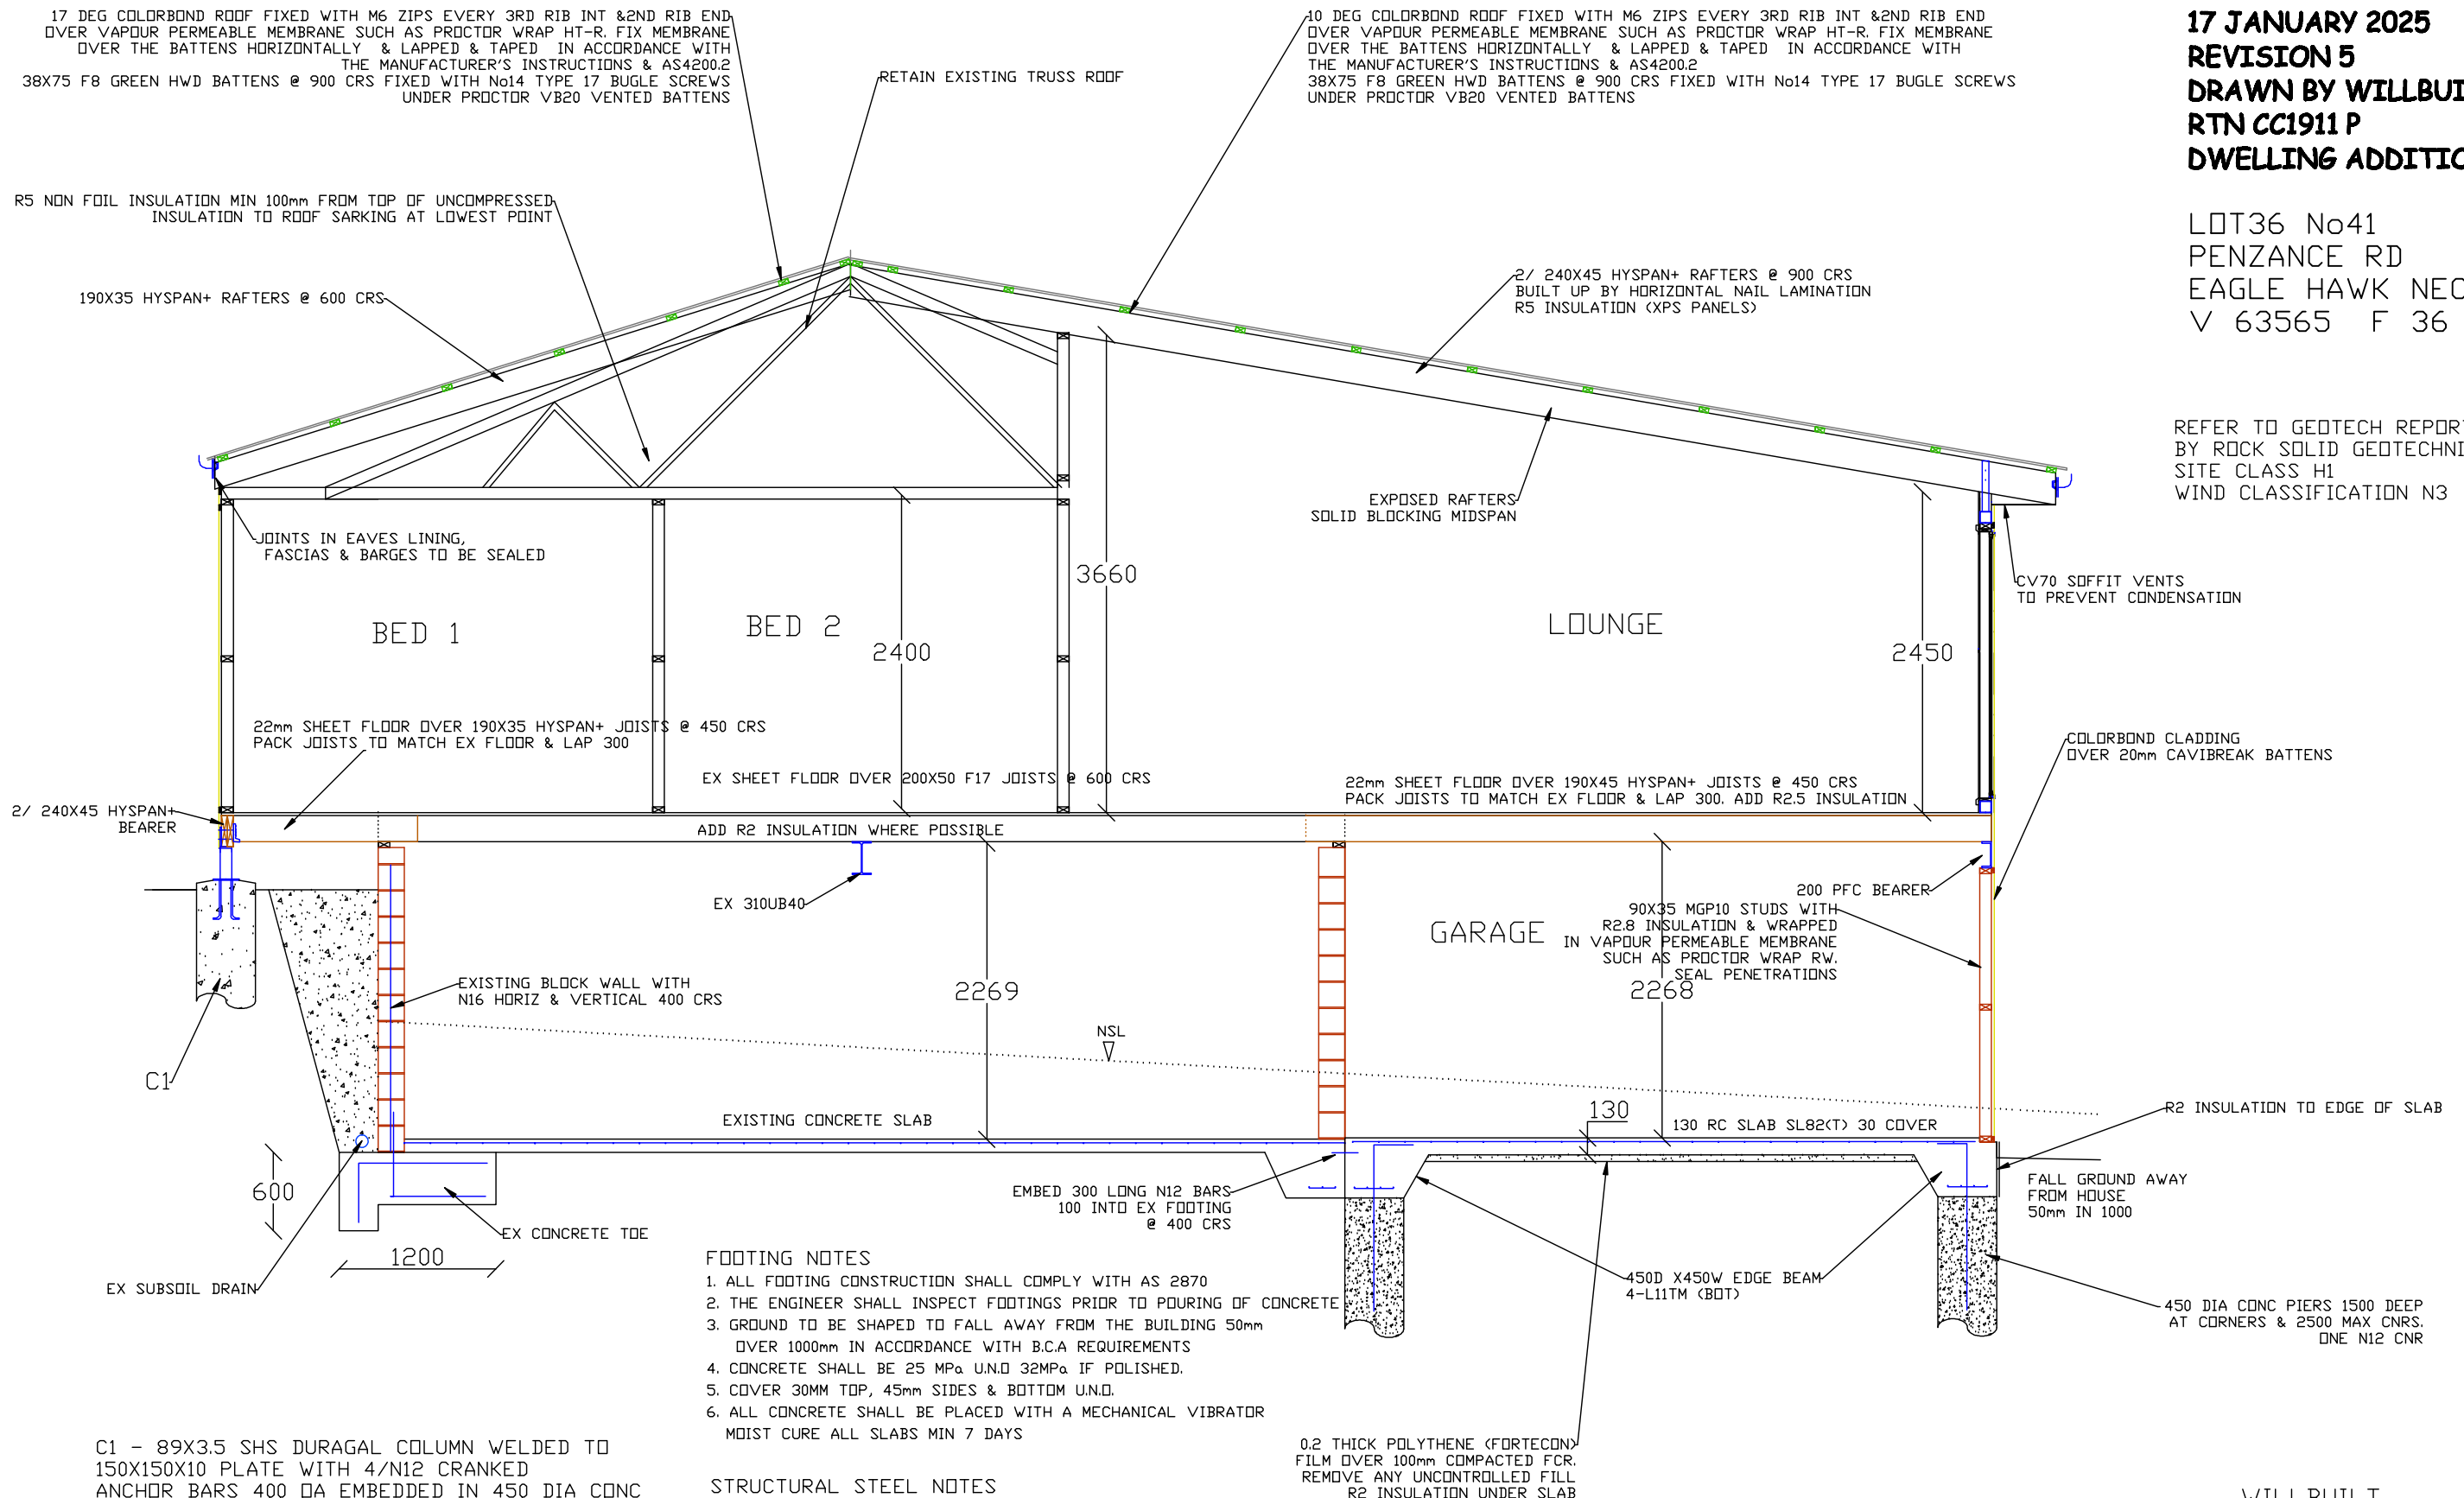 17 DEG COLORBOND ROOF FIXED WITH M6 ZIPS EVERY 3RD RIB INT &2ND RIB END
OVER VAPOUR PERMEABLE MEMBRANE SUCH AS PROCTOR WRAP HT-R. FIX MEMBRANE
OVER THE BATTENS HORIZONTALLY & LAPPED & TAPED IN ACCORDANCE WITH
THE MANUFACTURER'S INSTRUCTIONS & AS4200.2
38X75 F8 GREEN HWD BATTENS @ 900 CRS FIXED WITH No14 TYPE 17 BUGLE SCREWS
UNDER PROCTOR VB20 VENTED BATTENS
RETAIN EXISTING TRUSS ROOF
10 DEG COLORBOND ROOF FIXED WITH M6 ZIPS EVERY 3RD RIB INT &2ND RIB END
OVER VAPOUR PERMEABLE MEMBRANE SUCH AS PROCTOR WRAP HT-R. FIX MEMBRANE
OVER THE BATTENS HORIZONTALLY & LAPPED & TAPED IN ACCORDANCE WITH
THE MANUFACTURER'S INSTRUCTIONS & AS4200.2
38X75 F8 GREEN HWD BATTENS @ 900 CRS FIXED WITH No14 TYPE 17 BUGLE SCREWS
UNDER PROCTOR VB20 VENTED BATTENS
17 JANUARY 2025
REVISION 5
DRAWN BY WILLBUI
RTN CC1911 P
DWELLING ADDITIO
LOT36 No41
PENZANCE RD
EAGLE HAWK NEC
V 63565 F 36
REFER TO GEOTECH REPORT
BY ROCK SOLID GEOTECHNI
SITE CLASS H1
WIND CLASSIFICATION N3
R5 NON FOIL INSULATION MIN 100mm FROM TOP OF UNCOMPRESSED
INSULATION TO ROOF SARKING AT LOWEST POINT
190X35 HYSPAN+ RAFTERS @ 600 CRS
2/ 240X45 HYSPAN+ RAFTERS @ 900 CRS
BUILT UP BY HORIZONTAL NAIL LAMINATION
R5 INSULATION (XPS PANELS)
EXPOSED RAFTERS
SOLID BLOCKING MIDSPAN
JOINTS IN EAVES LINING,
FASCIAS & BARGES TO BE SEALED
3660
CV70 SOFFIT VENTS
TO PREVENT CONDENSATION
BED 1
BED 2
2400
LOUNGE
2450
22mm SHEET FLOOR OVER 190X35 HYSPAN+ JOISTS @ 450 CRS
PACK JOISTS TO MATCH EX FLOOR & LAP 300
EX SHEET FLOOR OVER 200X50 F17 JOISTS @ 600 CRS
22mm SHEET FLOOR OVER 190X45 HYSPAN+ JOISTS @ 450 CRS
PACK JOISTS TO MATCH EX FLOOR & LAP 300. ADD R2.5 INSULATION
COLORBOND CLADDING
OVER 20mm CAVIBREAK BATTENS
2/ 240X45 HYSPAN+
BEARER
ADD R2 INSULATION WHERE POSSIBLE
EX 310UB40
200 PFC BEARER
90X35 MGP10 STUDS WITH
R2.8 INSULATION & WRAPPED
IN VAPOUR PERMEABLE MEMBRANE
SUCH AS PROCTOR WRAP RW.
SEAL PENETRATIONS
GARAGE
EXISTING BLOCK WALL WITH
N16 HORIZ & VERTICAL 400 CRS
2269
2268
NSL
C1
EXISTING CONCRETE SLAB
130
130 RC SLAB SL82(T) 30 COVER
R2 INSULATION TO EDGE OF SLAB
600
EMBED 300 LONG N12 BARS
100 INTO EX FOOTING
@ 400 CRS
FALL GROUND AWAY
FROM HOUSE
50mm IN 1000
EX CONCRETE TOE
1200
EX SUBSOIL DRAIN
450D X450W EDGE BEAM
4-L11TM (BOT)
450 DIA CONC PIERS 1500 DEEP
AT CORNERS & 2500 MAX CNRS.
ONE N12 CNR
FOOTING NOTES
1. ALL FOOTING CONSTRUCTION SHALL COMPLY WITH AS 2870
2. THE ENGINEER SHALL INSPECT FOOTINGS PRIOR TO POURING OF CONCRETE
3. GROUND TO BE SHAPED TO FALL AWAY FROM THE BUILDING 50mm
OVER 1000mm IN ACCORDANCE WITH B.C.A REQUIREMENTS
4. CONCRETE SHALL BE 25 MPa U.N.O 32MPa IF POLISHED.
5. COVER 30MM TOP, 45mm SIDES & BOTTOM U.N.O.
6. ALL CONCRETE SHALL BE PLACED WITH A MECHANICAL VIBRATOR
MOIST CURE ALL SLABS MIN 7 DAYS
0.2 THICK POLYTHENE (FORTECON)
FILM OVER 100mm COMPACTED FCR.
REMOVE ANY UNCONTROLLED FILL
R2 INSULATION UNDER SLAB
C1 - 89X3.5 SHS DURAGAL COLUMN WELDED TO
150X150X10 PLATE WITH 4/N12 CRANKED
ANCHOR BARS 400 OA EMBEDDED IN 450 DIA CONC
STRUCTURAL STEEL NOTES
WILLBUILT